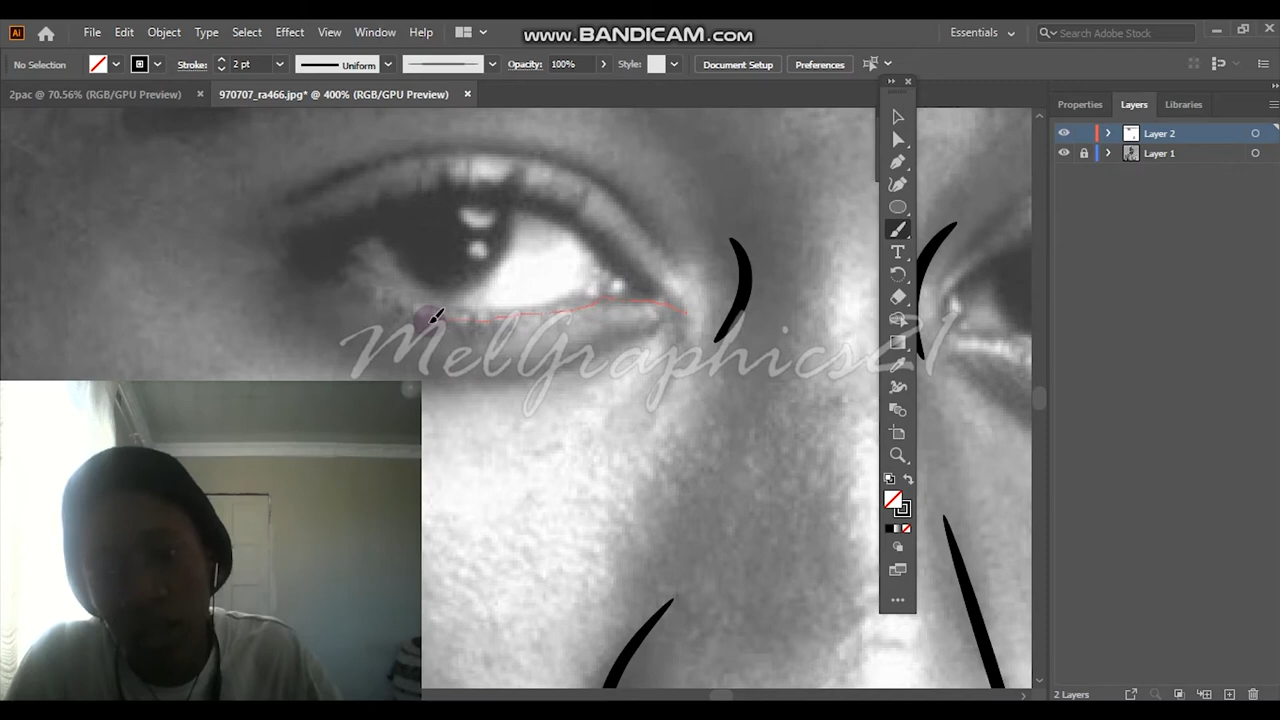 www.BANDICAM.com
Ai File Edit Object Type Select Effect View Window Help Essentials Search Adobe Stock
No Selection Stroke: 2 pt Uniform Opacity: 100% Style: Document Setup Preferences
2pac @ 70.56% (RGB/GPU Preview) × 970707_ra466.jpg* @ 400% (RGB/GPU Preview) ×
Properties Layers Libraries
Layer 2
Layer 1
MelGraphics21
2 Layers